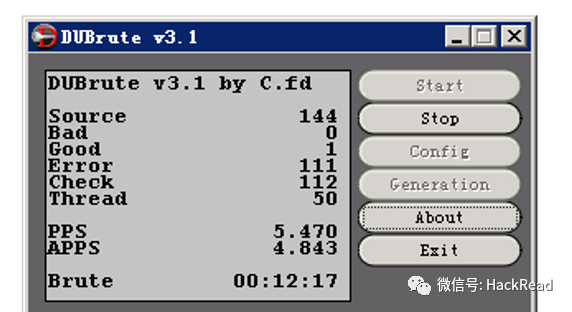 DUBrute v3.1
DUBrute v3.1 by C.fd
Source 144
Bad 0
Good 1
Error 111
Check 112
Thread 50
PPS 5.470
APPS 4.843
Brute 00:12:17
Start
Stop
Config
Generation
About
Exit
微信号: HackRead